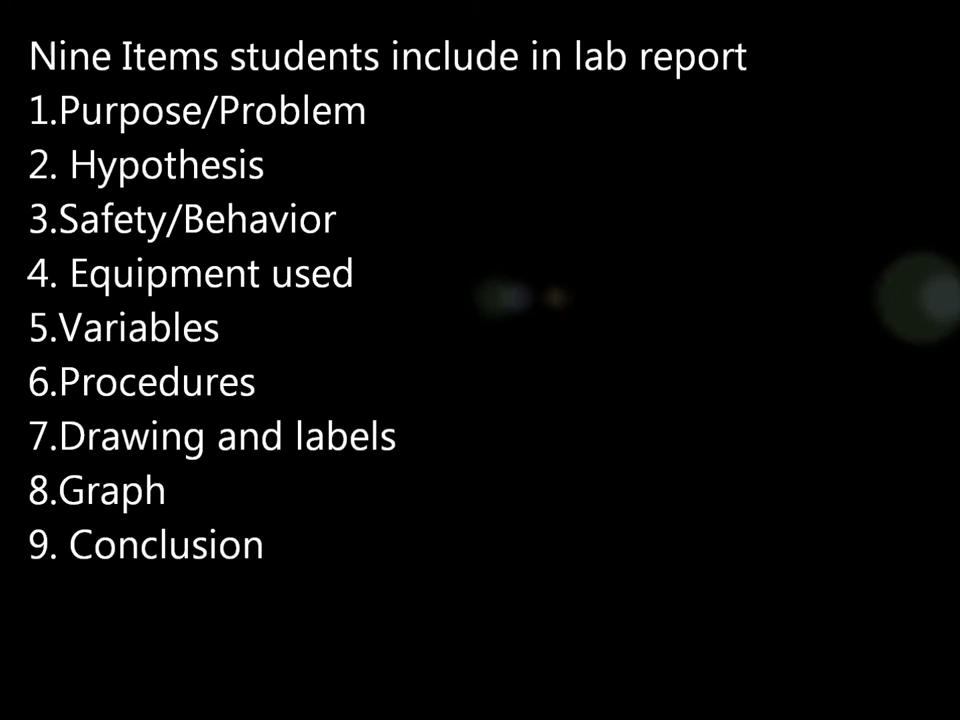 Nine Items students include in lab report
1.Purpose/Problem
2. Hypothesis
3.Safety/Behavior
4. Equipment used
5.Variables
6.Procedures
7.Drawing and labels
8.Graph
9. Conclusion